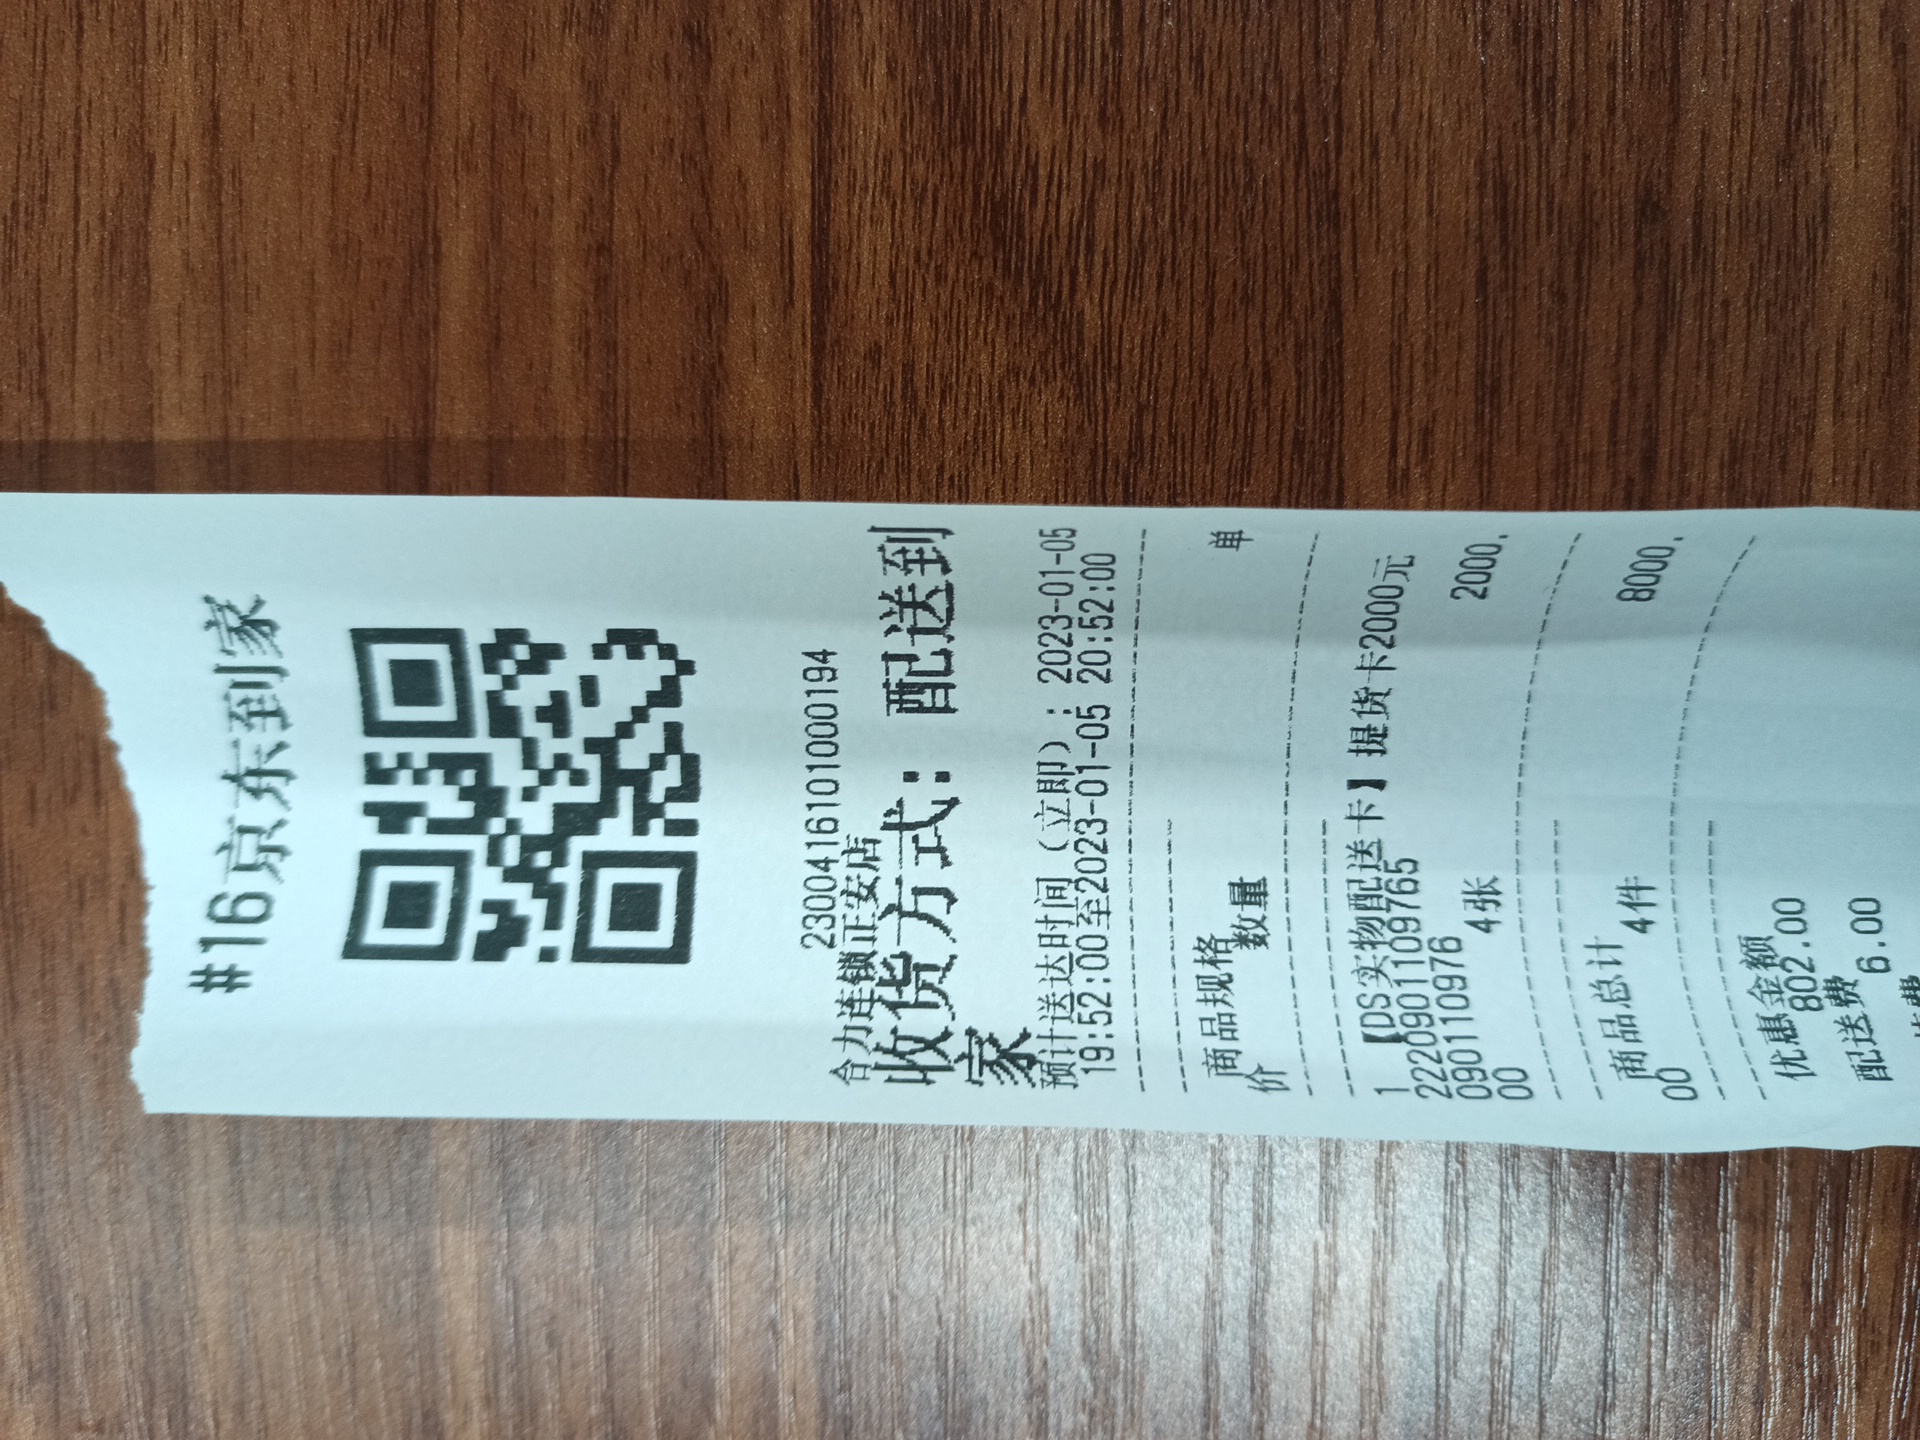 #16京东到家
2300416101000194
合力连锁正安店
收货方式：配送到
家
预计送达时间（立即）：2023-01-05
19:52:00至2023-01-05 20:52:00
商品规格 单
价 数量
1 【DS实物配送卡】提货卡2000元
2220901109765
0901109976 4张 2000.
00
商品总计 4件 8000.
00
优惠金额
802.00
配送费
6.00